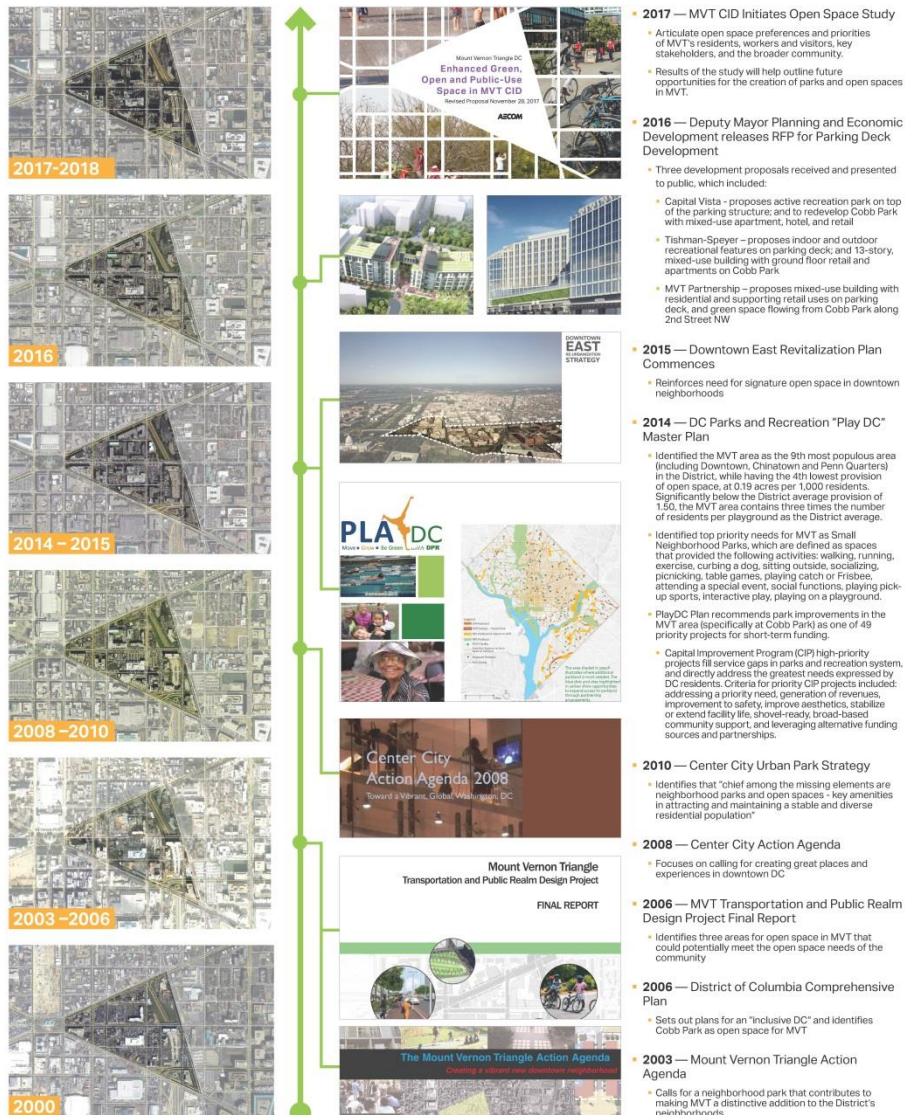 2017-2018
2016
2014 – 2015
2008 –2010
2003 –2006
2000
Mount Vernon Triangle DC
Enhanced Green,
Open and Public-Use
Space in MVT CID
Revised Proposal November 28, 2017
AECOM
DOWNTOWN
EAST
RE-URBANIZATION
STRATEGY
PLAY DC
Move • Grow • Be Green with DPR
The area shaded in purple
illustrates where additional
parkland is most needed. The
Center City
Action Agenda 2008
Toward a Vibrant, Global Washington, DC
Mount Vernon Triangle
Transportation and Public Realm Design Project
FINAL REPORT
The Mount Vernon Triangle Action Agenda
Creating a vibrant new downtown neighborhood
2017 — MVT CID Initiates Open Space Study
Articulate open space preferences and priorities
of MVT's residents, workers and visitors, key
stakeholders, and the broader community.
Results of the study will help outline future
opportunities for the creation of parks and open spaces
in MVT.
2016 — Deputy Mayor Planning and Economic
Development releases RFP for Parking Deck
Development
Three development proposals received and presented
to public, which included:
Capital Vista - proposes active recreation park on top
of the parking structure; and to redevelop Cobb Park
with mixed-use apartment, hotel, and retail
Tishman-Speyer – proposes indoor and outdoor
recreational features on parking deck; and 13-story,
mixed-use building with ground floor retail and
apartments on Cobb Park
MVT Partnership – proposes mixed-use building with
residential and supporting retail uses on parking
deck, and green space flowing from Cobb Park along
2nd Street NW
2015 — Downtown East Revitalization Plan
Commences
Reinforces need for signature open space in downtown
neighborhoods
2014 — DC Parks and Recreation "Play DC"
Master Plan
Identified the MVT area as the 9th most populous area
(including Downtown, Chinatown and Penn Quarters)
in the District, while having the 4th lowest provision
of open space, at 0.19 acres per 1,000 residents.
Significantly below the District average provision of
1.50, the MVT area contains three times the number
of residents per playground as the District average.
Identified top priority needs for MVT as Small
Neighborhood Parks, which are defined as spaces
that provided the following activities: walking, running,
exercise, curbing a dog, sitting outside, socializing,
picnicking, table games, playing catch or Frisbee,
attending a special event, social functions, playing pick-
up sports, interactive play, playing on a playground.
PlayDC Plan recommends park improvements in the
MVT area (specifically at Cobb Park) as one of 49
priority projects for short-term funding.
Capital Improvement Program (CIP) high-priority
projects fill service gaps in parks and recreation system,
and directly address the greatest needs expressed by
DC residents. Criteria for priority CIP projects included:
addressing a priority need, generation of revenues,
improvement to safety, improve aesthetics, stabilize
or extend facility life, shovel-ready, broad-based
community support, and leveraging alternative funding
sources and partnerships.
2010 — Center City Urban Park Strategy
Identifies that "chief among the missing elements are
neighborhood parks and open spaces - key amenities
in attracting and maintaining a stable and diverse
residential population"
2008 — Center City Action Agenda
Focuses on calling for creating great places and
experiences in downtown DC
2006 — MVT Transportation and Public Realm
Design Project Final Report
Identifies three areas for open space in MVT that
could potentially meet the open space needs of the
community
2006 — District of Columbia Comprehensive
Plan
Sets out plans for an "inclusive DC" and identifies
Cobb Park as open space for MVT
2003 — Mount Vernon Triangle Action
Agenda
Calls for a neighborhood park that contributes to
making MVT a distinctive addition to the District's
neighborhoods